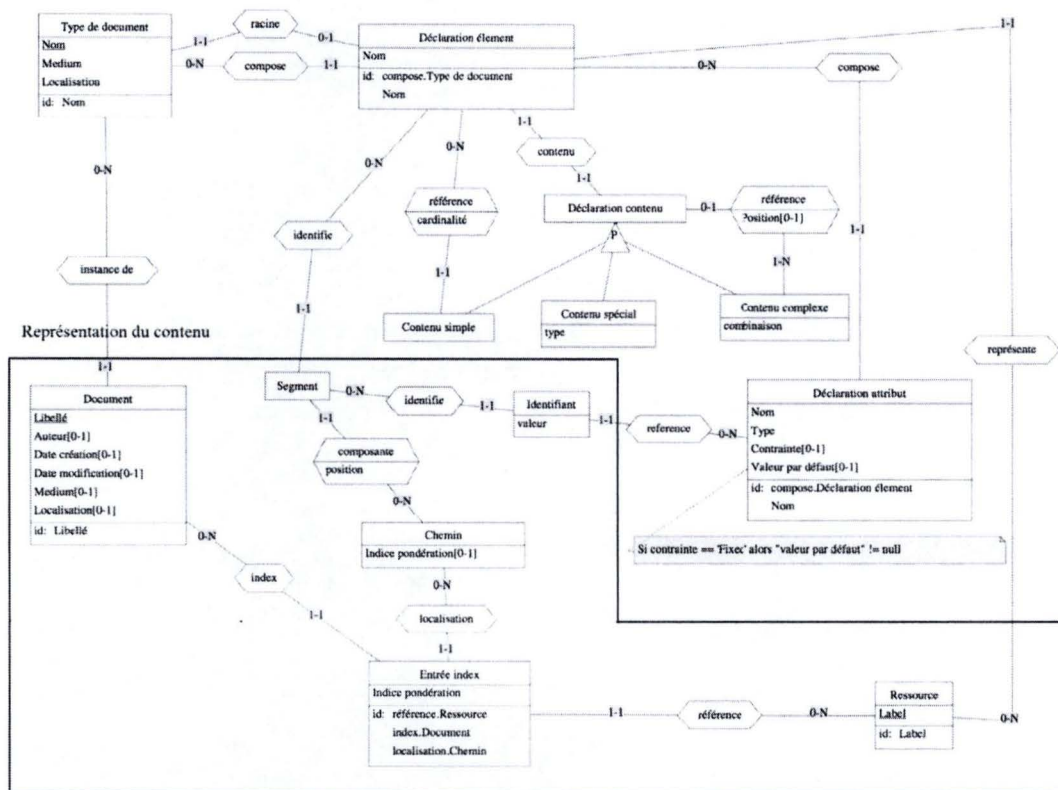 Type de document
Nom
Medium
Localisation
id: Nom
1-1
racine
0-1
0-N
compose
1-1
Déclaration élement
Nom
id: compose.Type de document
Nom
0-N
compose
1-1
1-1
contenu
1-1
0-N
0-N
0-N
référence
cardinalité
1-1
identifie
1-1
Déclaration contenu
0-1
référence
Position[0-1]
1-N
P
1-1
instance de
1-1
Contenu simple
Contenu spécial
type
Contenu complexe
combinaison
représente
Représentation du contenu
Document
Libellé
Auteur[0-1]
Date création[0-1]
Date modification[0-1]
Medium[0-1]
Localisation[0-1]
id: Libellé
Segment
0-N
identifie
1-1
Identifiant
valeur
1-1
reference
0-N
Déclaration attribut
Nom
Type
Contrainte[0-1]
Valeur par défaut[0-1]
id: compose.Déclaration élement
Nom
1-1
composante
position
0-N
Chemin
Indice pondération[0-1]
Si contrainte == 'Fixec' alors "valeur par défaut" != null
0-N
index
1-1
0-N
localisation
1-1
Entrée index
Indice pondération
id: référence.Ressource
index.Document
localisation.Chemin
1-1
référence
0-N
Ressource
Label
id: Label
0-N